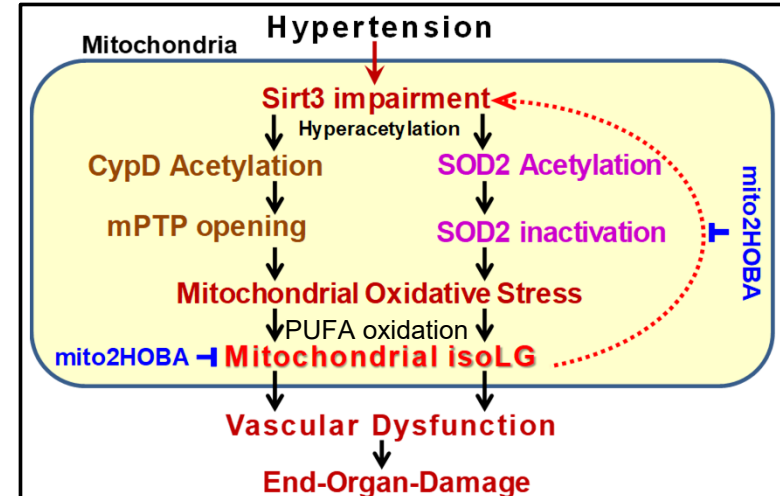 Hypertension
Mitochondria
Sirt3 impairment
Hyperacetylation
CypD Acetylation
SOD2 Acetylation
mPTP opening
SOD2 inactivation
mito2HOBA
Mitochondrial Oxidative Stress
PUFA oxidation
mito2HOBA
Mitochondrial isoLG
Vascular Dysfunction
End-Organ-Damage